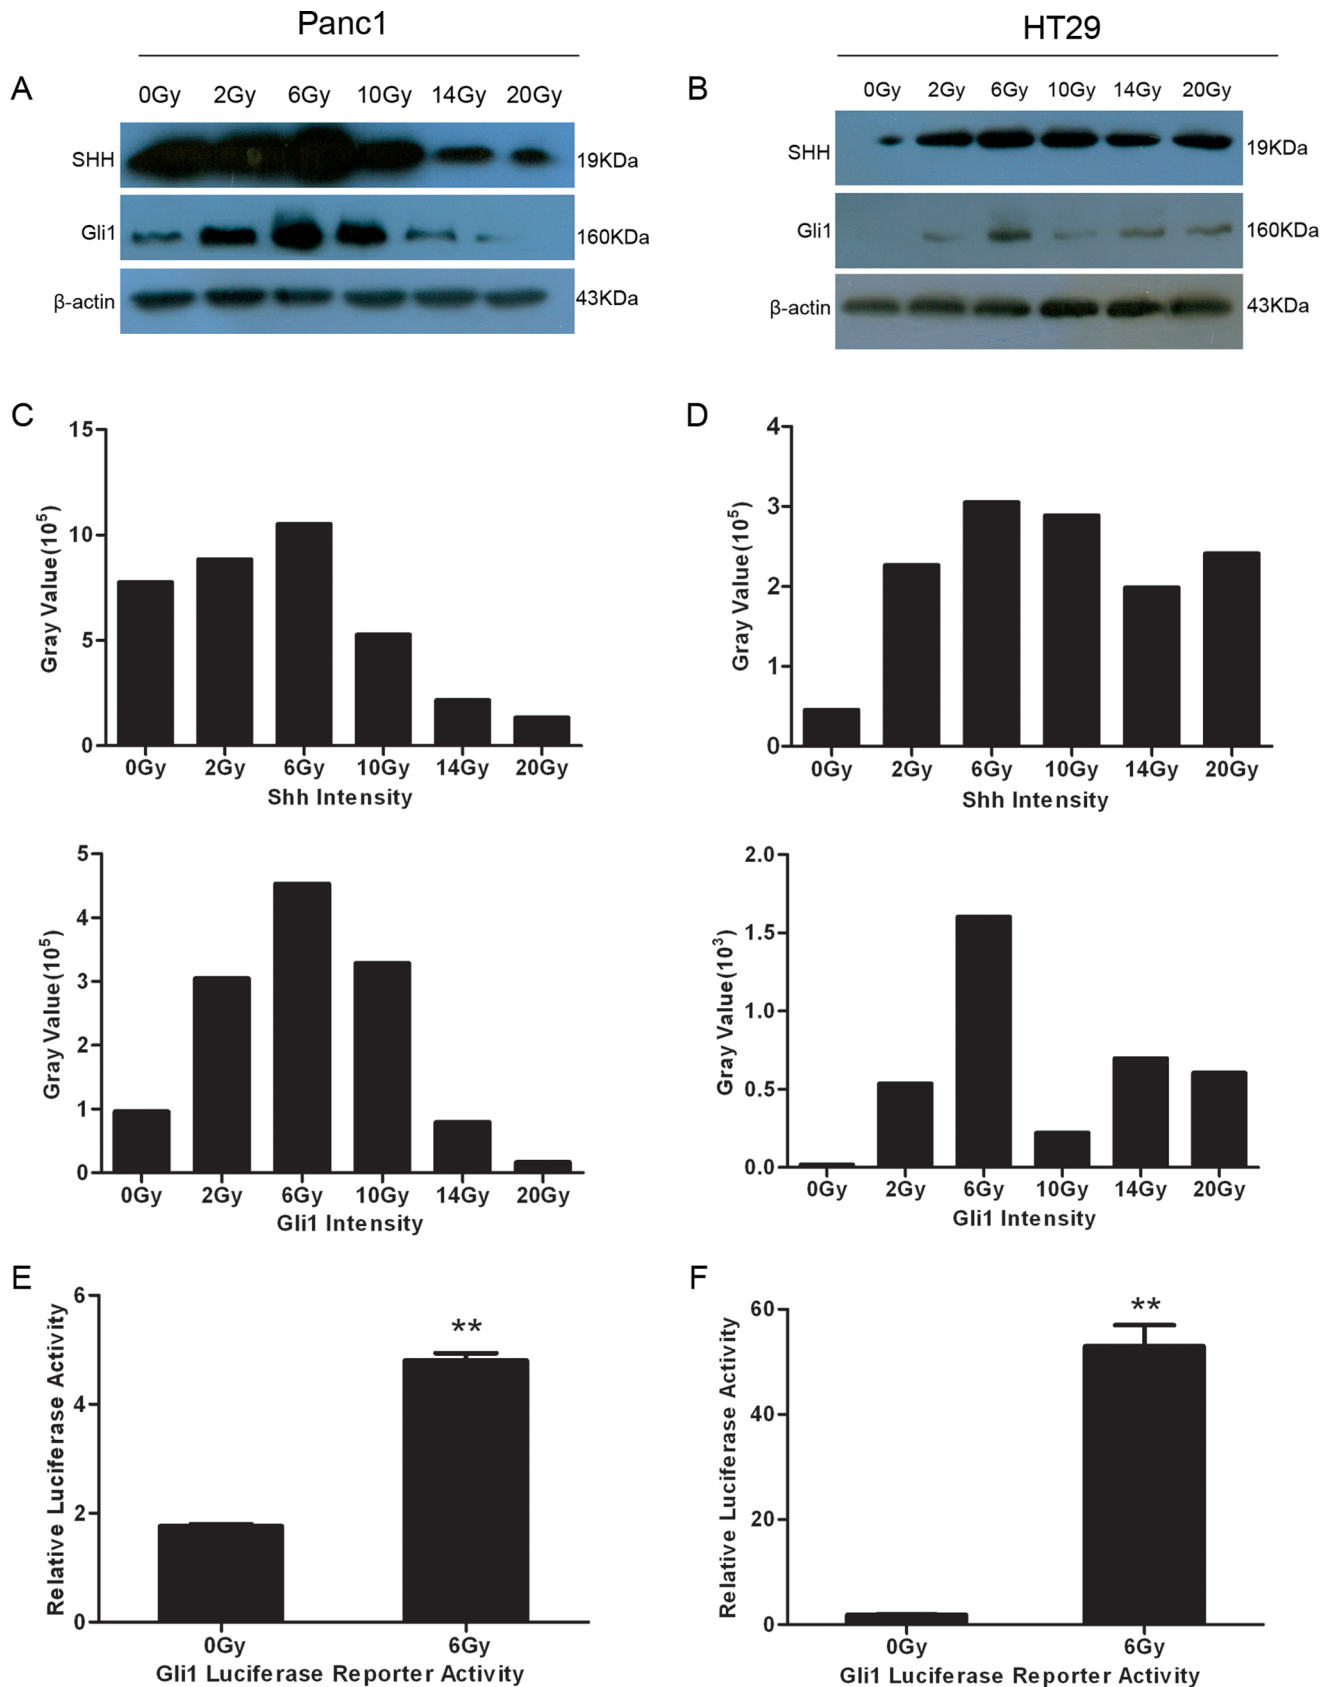 Panc1
HT29
A
0Gy 2Gy 6Gy 10Gy 14Gy 20Gy
SHH 19KDa
Gli1 160KDa
β-actin 43KDa
B
0Gy 2Gy 6Gy 10Gy 14Gy 20Gy
SHH 19KDa
Gli1 160KDa
β-actin 43KDa
C
Gray Value(10⁵)
15
10
5
0
0Gy 2Gy 6Gy 10Gy 14Gy 20Gy
Shh Intensity
D
Gray Value(10⁵)
4
3
2
1
0
0Gy 2Gy 6Gy 10Gy 14Gy 20Gy
Shh Intensity
Gray Value(10⁵)
5
4
3
2
1
0
0Gy 2Gy 6Gy 10Gy 14Gy 20Gy
Gli1 Intensity
Gray Value(10³)
2.0
1.5
1.0
0.5
0.0
0Gy 2Gy 6Gy 10Gy 14Gy 20Gy
Gli1 Intensity
E
Relative Luciferase Activity
6
4
2
0
**
0Gy 6Gy
Gli1 Luciferase Reporter Activity
F
Relative Luciferase Activity
60
40
20
0
**
0Gy 6Gy
Gli1 Luciferase Reporter Activity